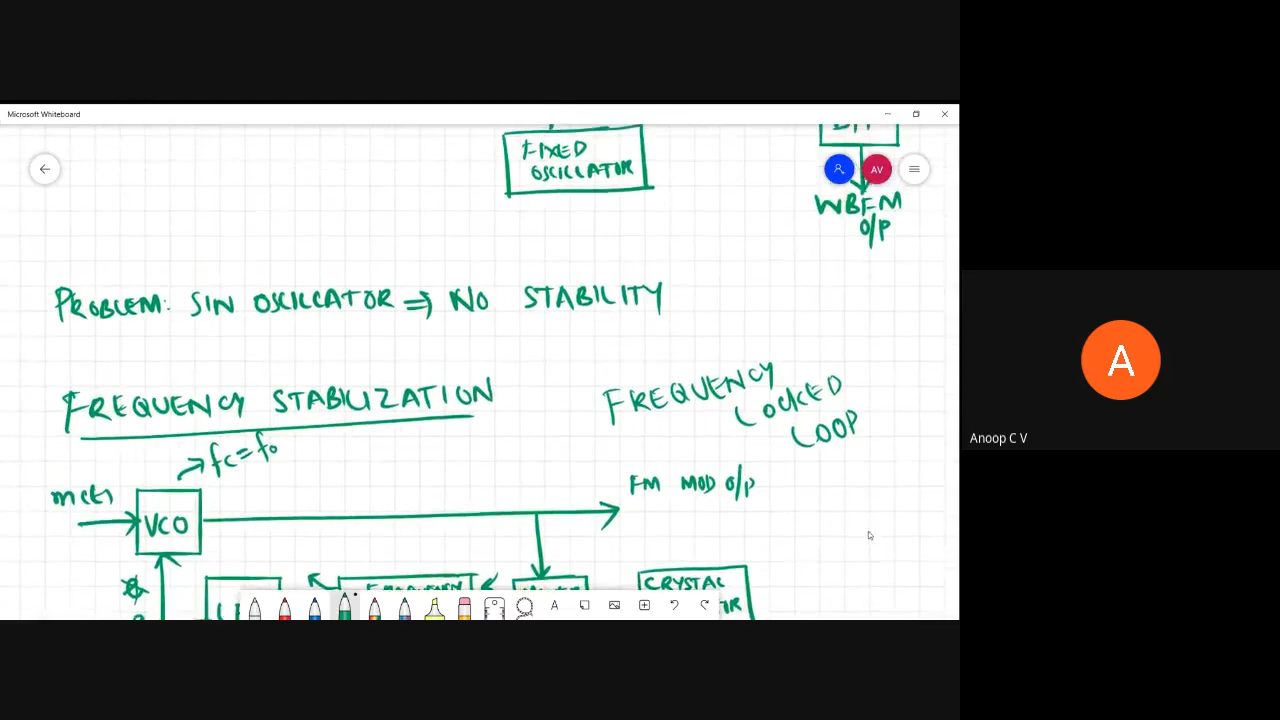 Microsoft Whiteboard
FIXED
OSCILLATOR
AV
WBFM
O/P
PROBLEM: SIN OSCILLATOR ⇒ NO STABILITY
FREQUENCY STABILIZATION
FREQUENCY
LOCKED
LOOP
→ fc = fo
m(t)
VCO
FM MOD O/P
CRYSTAL
A
A
Anoop C V